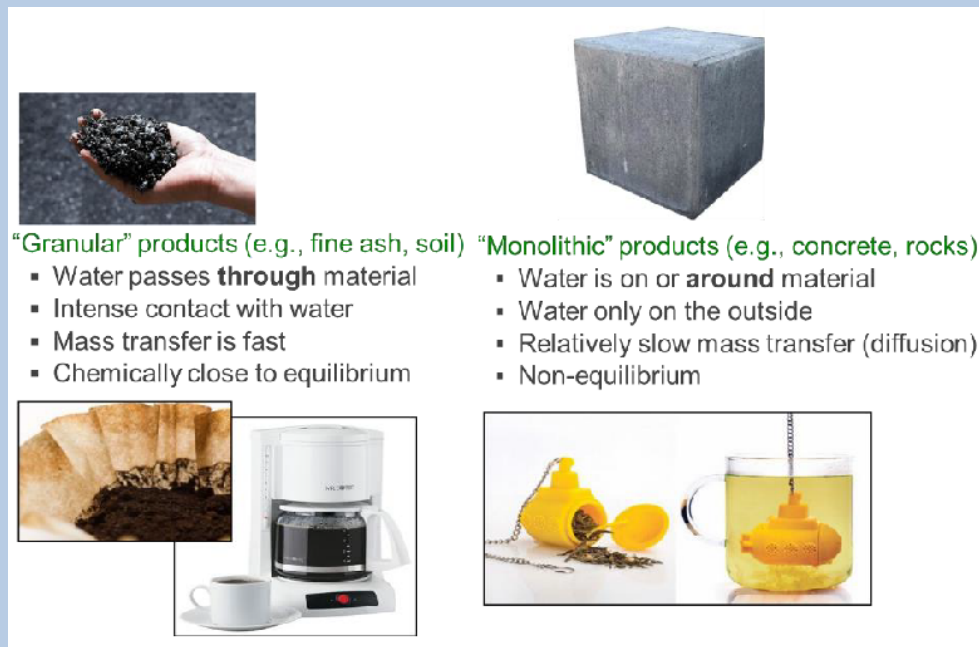 “Granular” products (e.g., fine ash, soil)
▪ Water passes through material
▪ Intense contact with water
▪ Mass transfer is fast
▪ Chemically close to equilibrium
“Monolithic” products (e.g., concrete, rocks)
▪ Water is on or around material
▪ Water only on the outside
▪ Relatively slow mass transfer (diffusion)
▪ Non-equilibrium